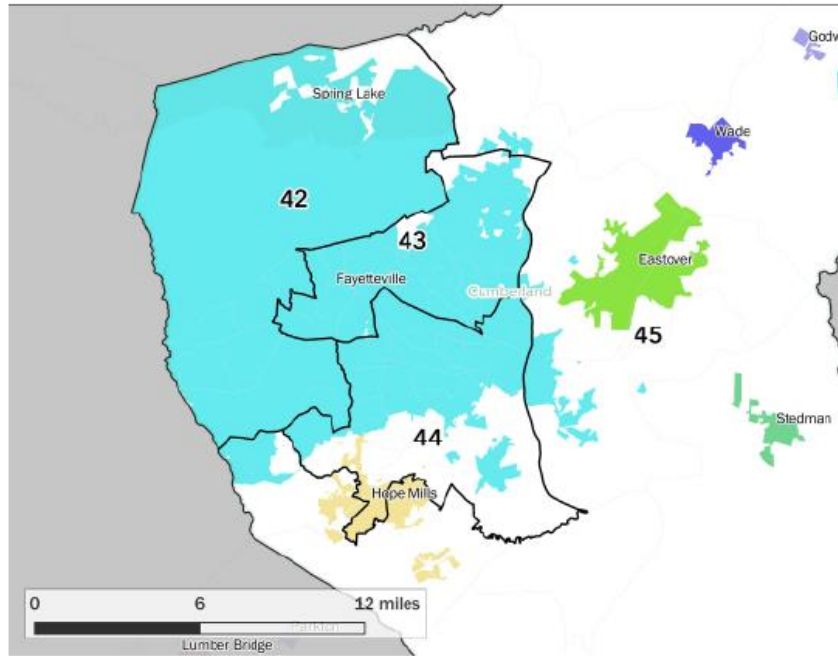 Godw
Wade
Spring Lake
42
43
Eastover
Fayetteville
Cumberland
45
Stedman
44
Hope Mills
0 6 12 miles
Lumber Bridge